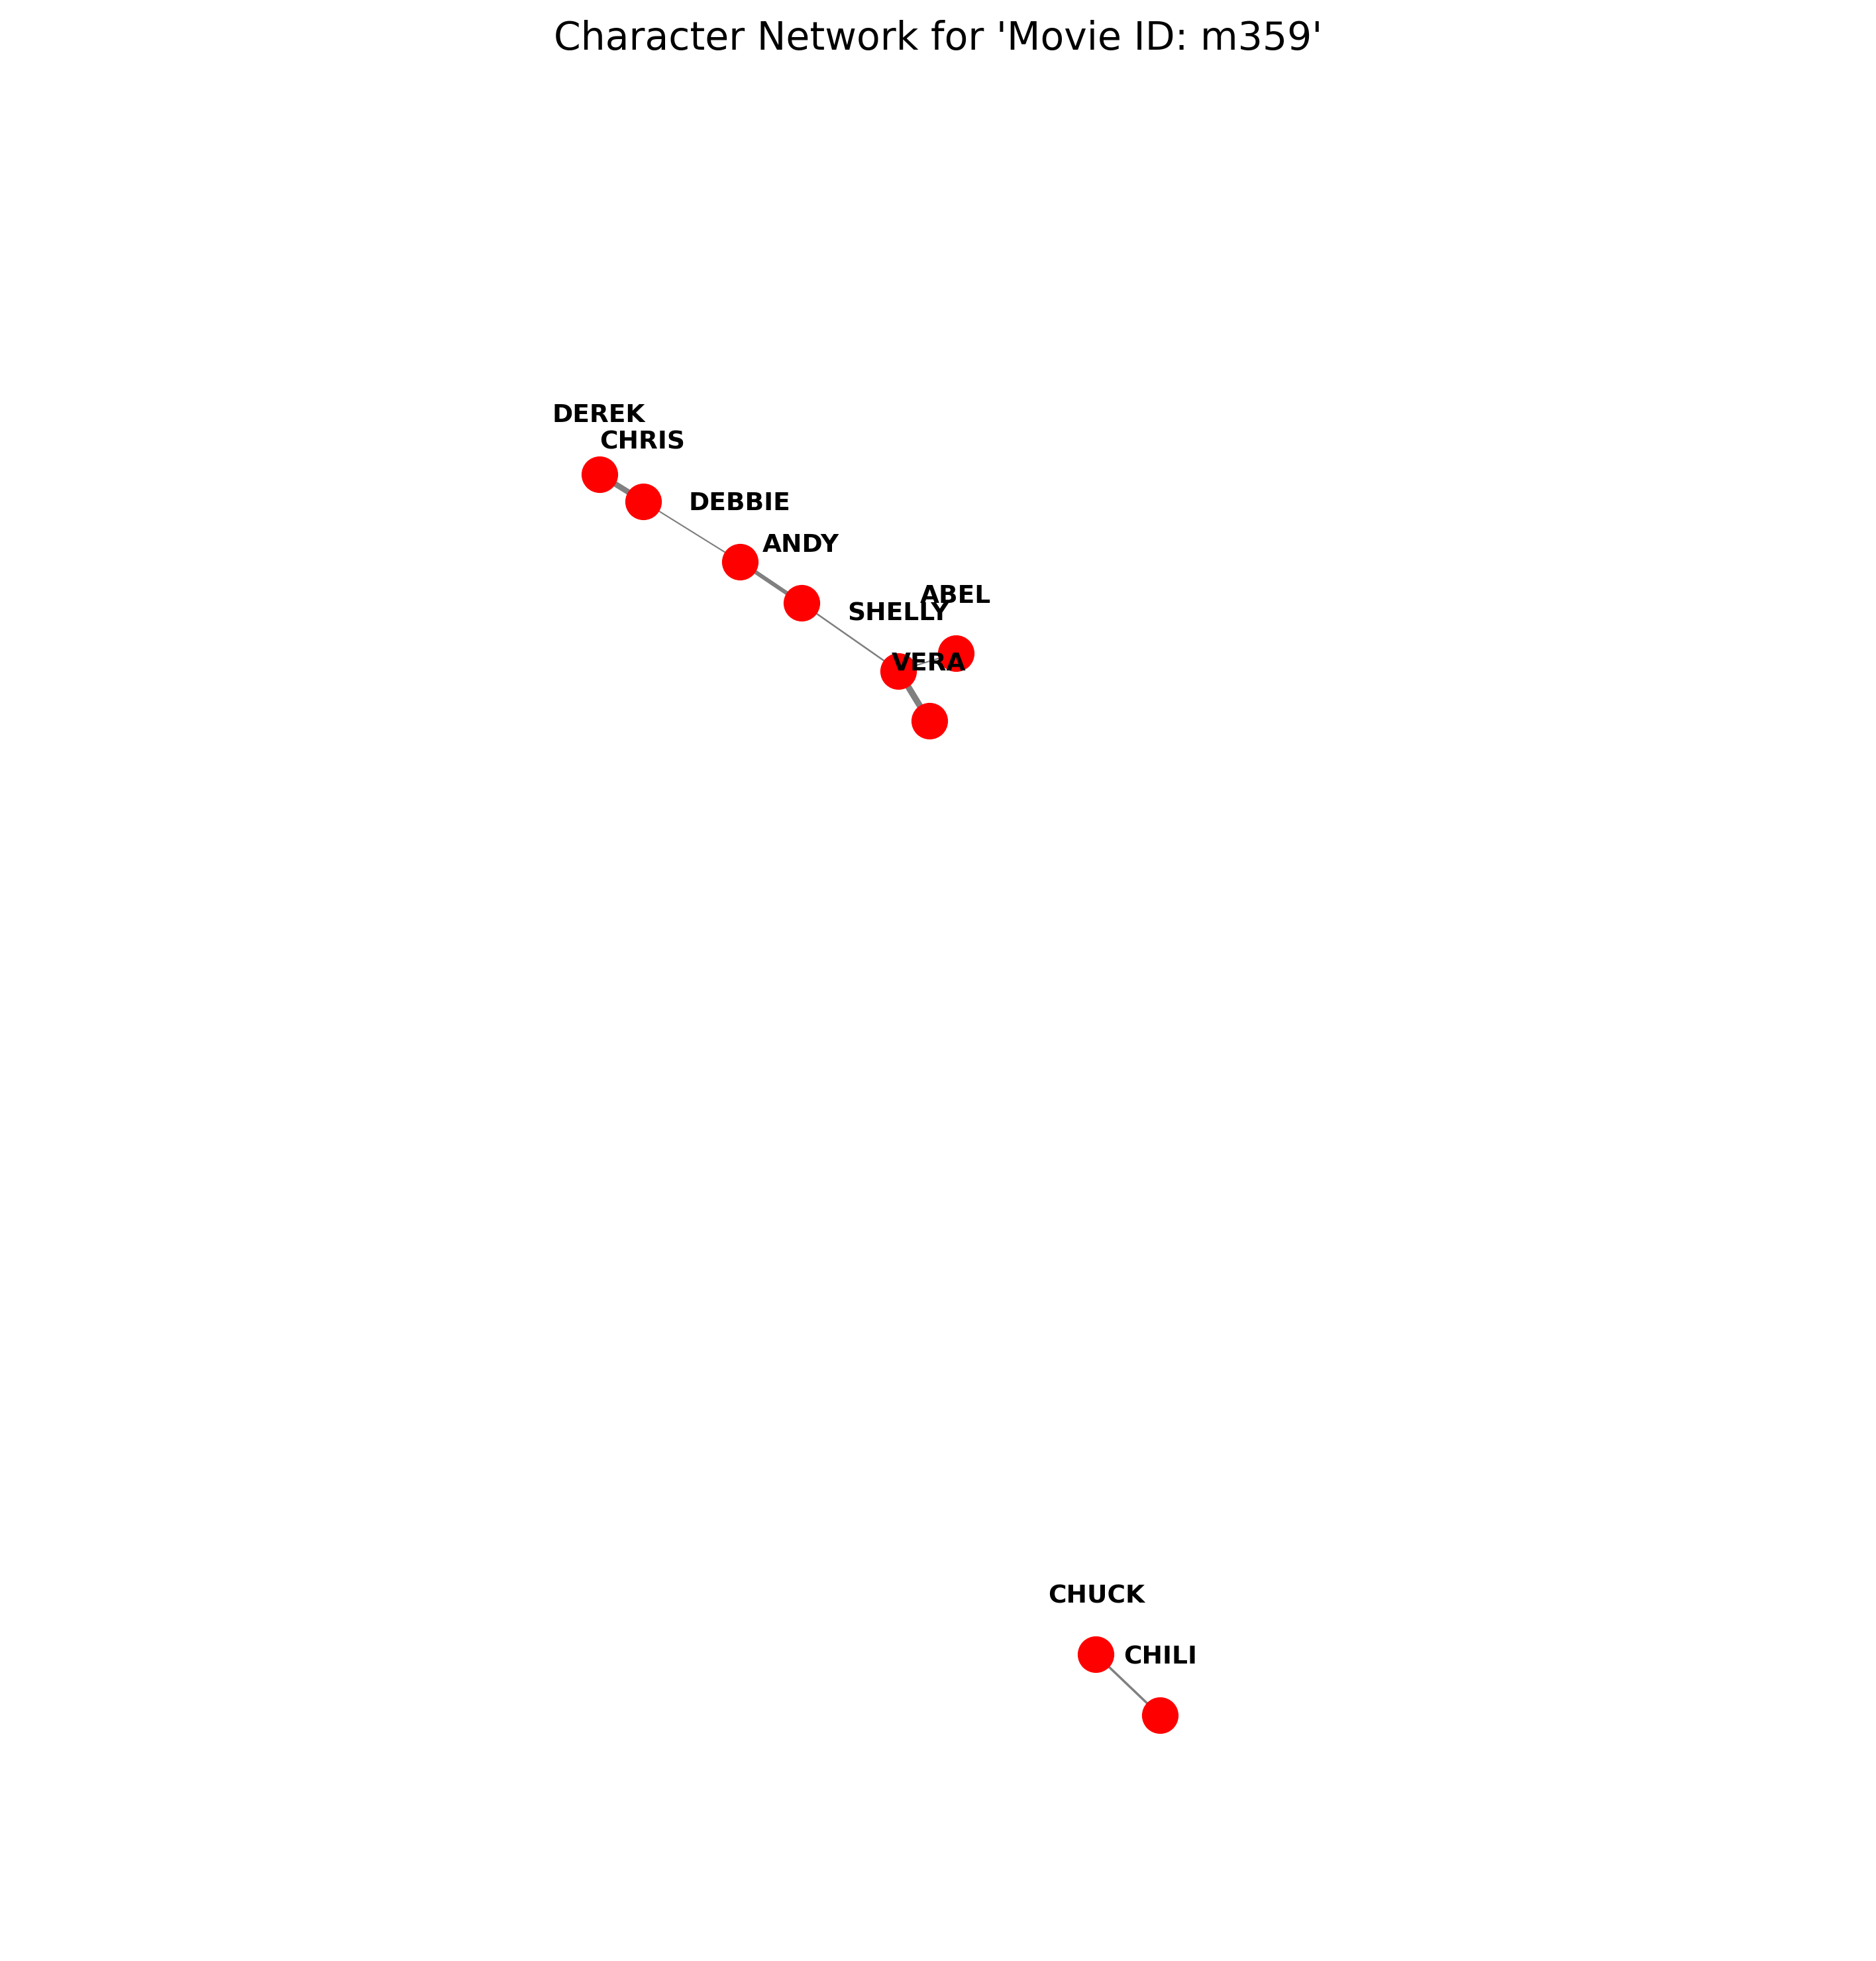 Character Network for 'Movie ID: m359'
DEREK
CHRIS
DEBBIE
ANDY
ABEL
SHELLY
VERA
CHUCK
CHILI